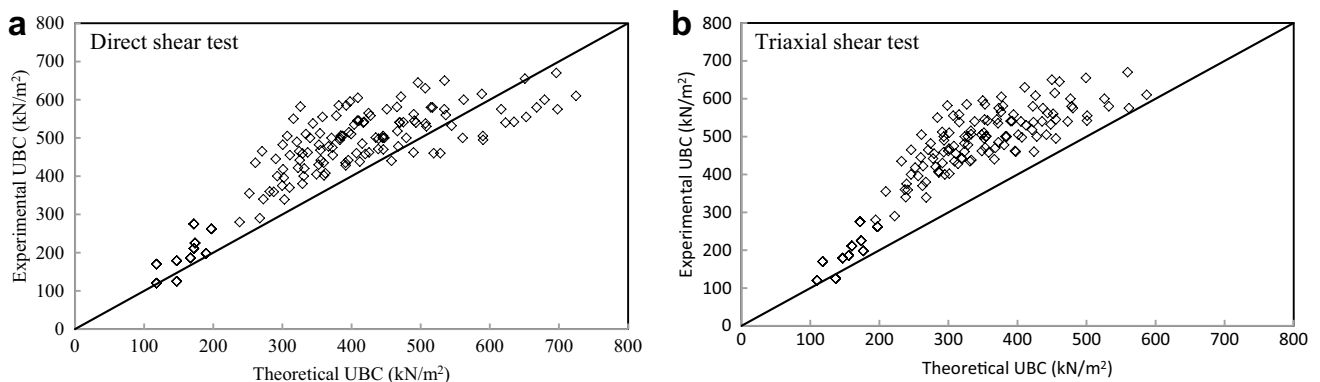 a
Direct shear test
Experimental UBC (kN/m²)
800
700
600
500
400
300
200
100
0
0 100 200 300 400 500 600 700 800
Theoretical UBC (kN/m²)
b
Triaxial shear test
Experimental UBC (kN/m²)
800
700
600
500
400
300
200
100
0
0 100 200 300 400 500 600 700 800
Theoretical UBC (kN/m²)